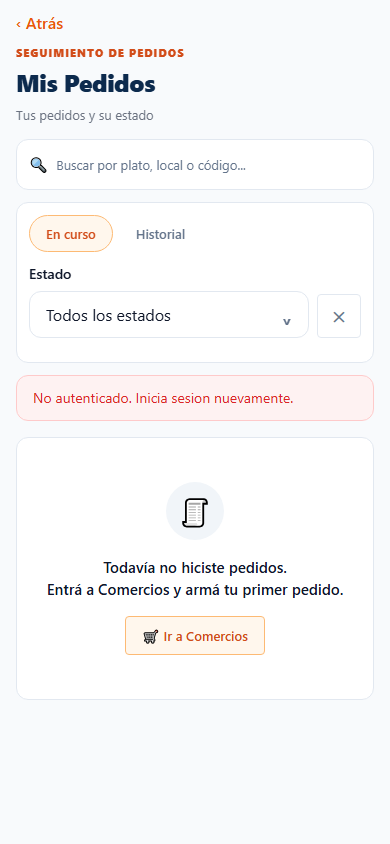 ‹ Atrás
SEGUIMIENTO DE PEDIDOS
Mis Pedidos
Tus pedidos y su estado
Buscar por plato, local o código...
En curso
Historial
Estado
Todos los estados
No autenticado. Inicia sesion nuevamente.
Todavía no hiciste pedidos.
Entrá a Comercios y armá tu primer pedido.
Ir a Comercios